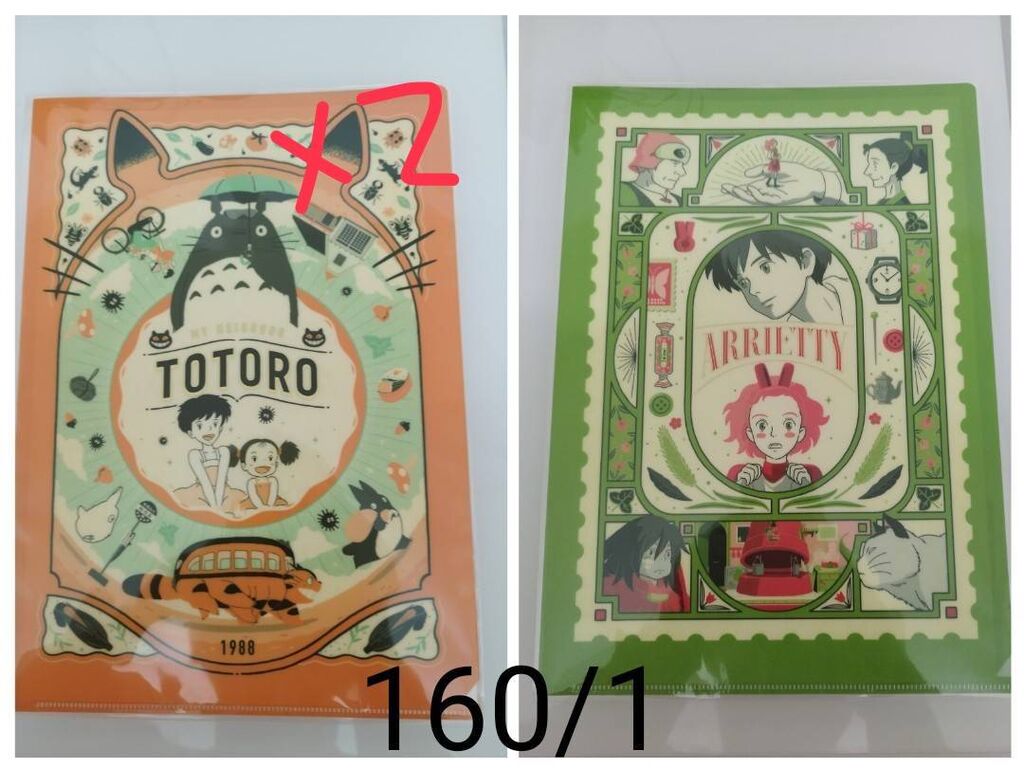 X2
MY NEIGHBOR
TOTORO
1988
ARRIETTY
160/1